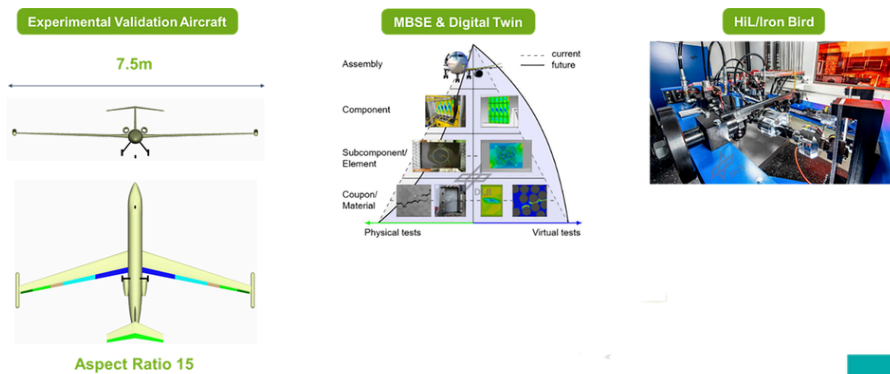 Experimental Validation Aircraft
7.5m
Aspect Ratio 15
MBSE & Digital Twin
current
future
Assembly
Component
Subcomponent/
Element
Coupon/
Material
DLR
Physical tests
Virtual tests
HiL/Iron Bird